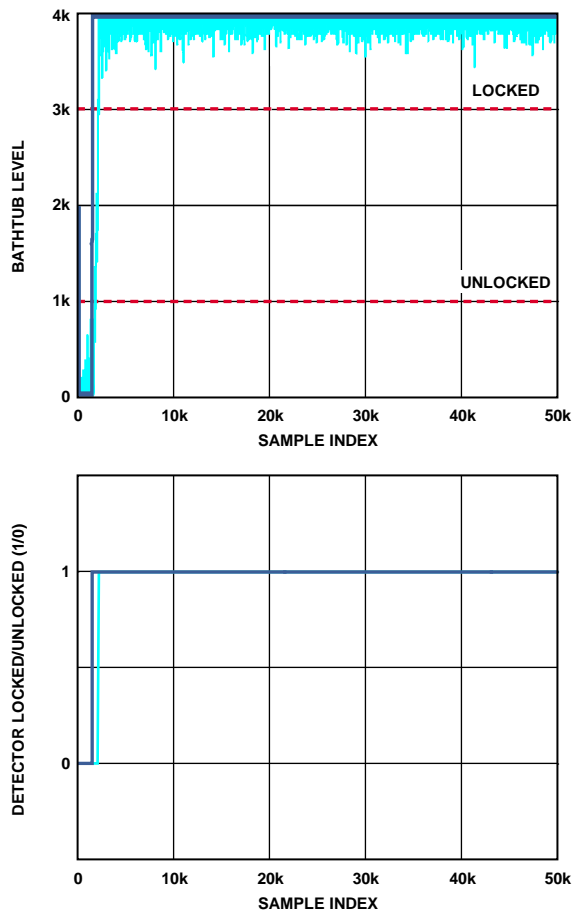 4k
3k
2k
1k
0
BATHTUB LEVEL
LOCKED
UNLOCKED
0 10k 20k 30k 40k 50k
SAMPLE INDEX
1
0
DETECTOR LOCKED/UNLOCKED (1/0)
0 10k 20k 30k 40k 50k
SAMPLE INDEX